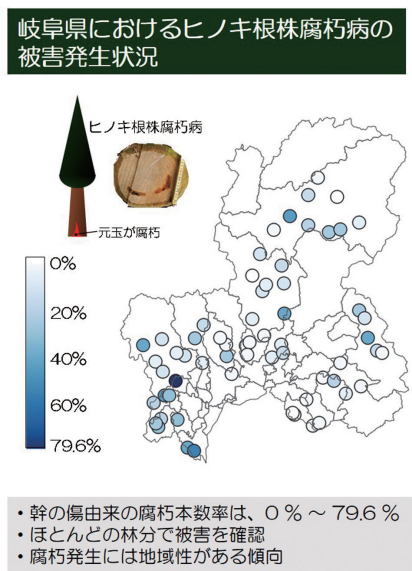 岐阜県におけるヒノキ根株腐朽病の
被害発生状況
ヒノキ根株腐朽病
元玉が腐朽
0%
20%
40%
60%
79.6%
・幹の傷由来の腐朽本数率は、0 % ~ 79.6 %
・ほとんどの林分で被害を確認
・腐朽発生には地域性がある傾向